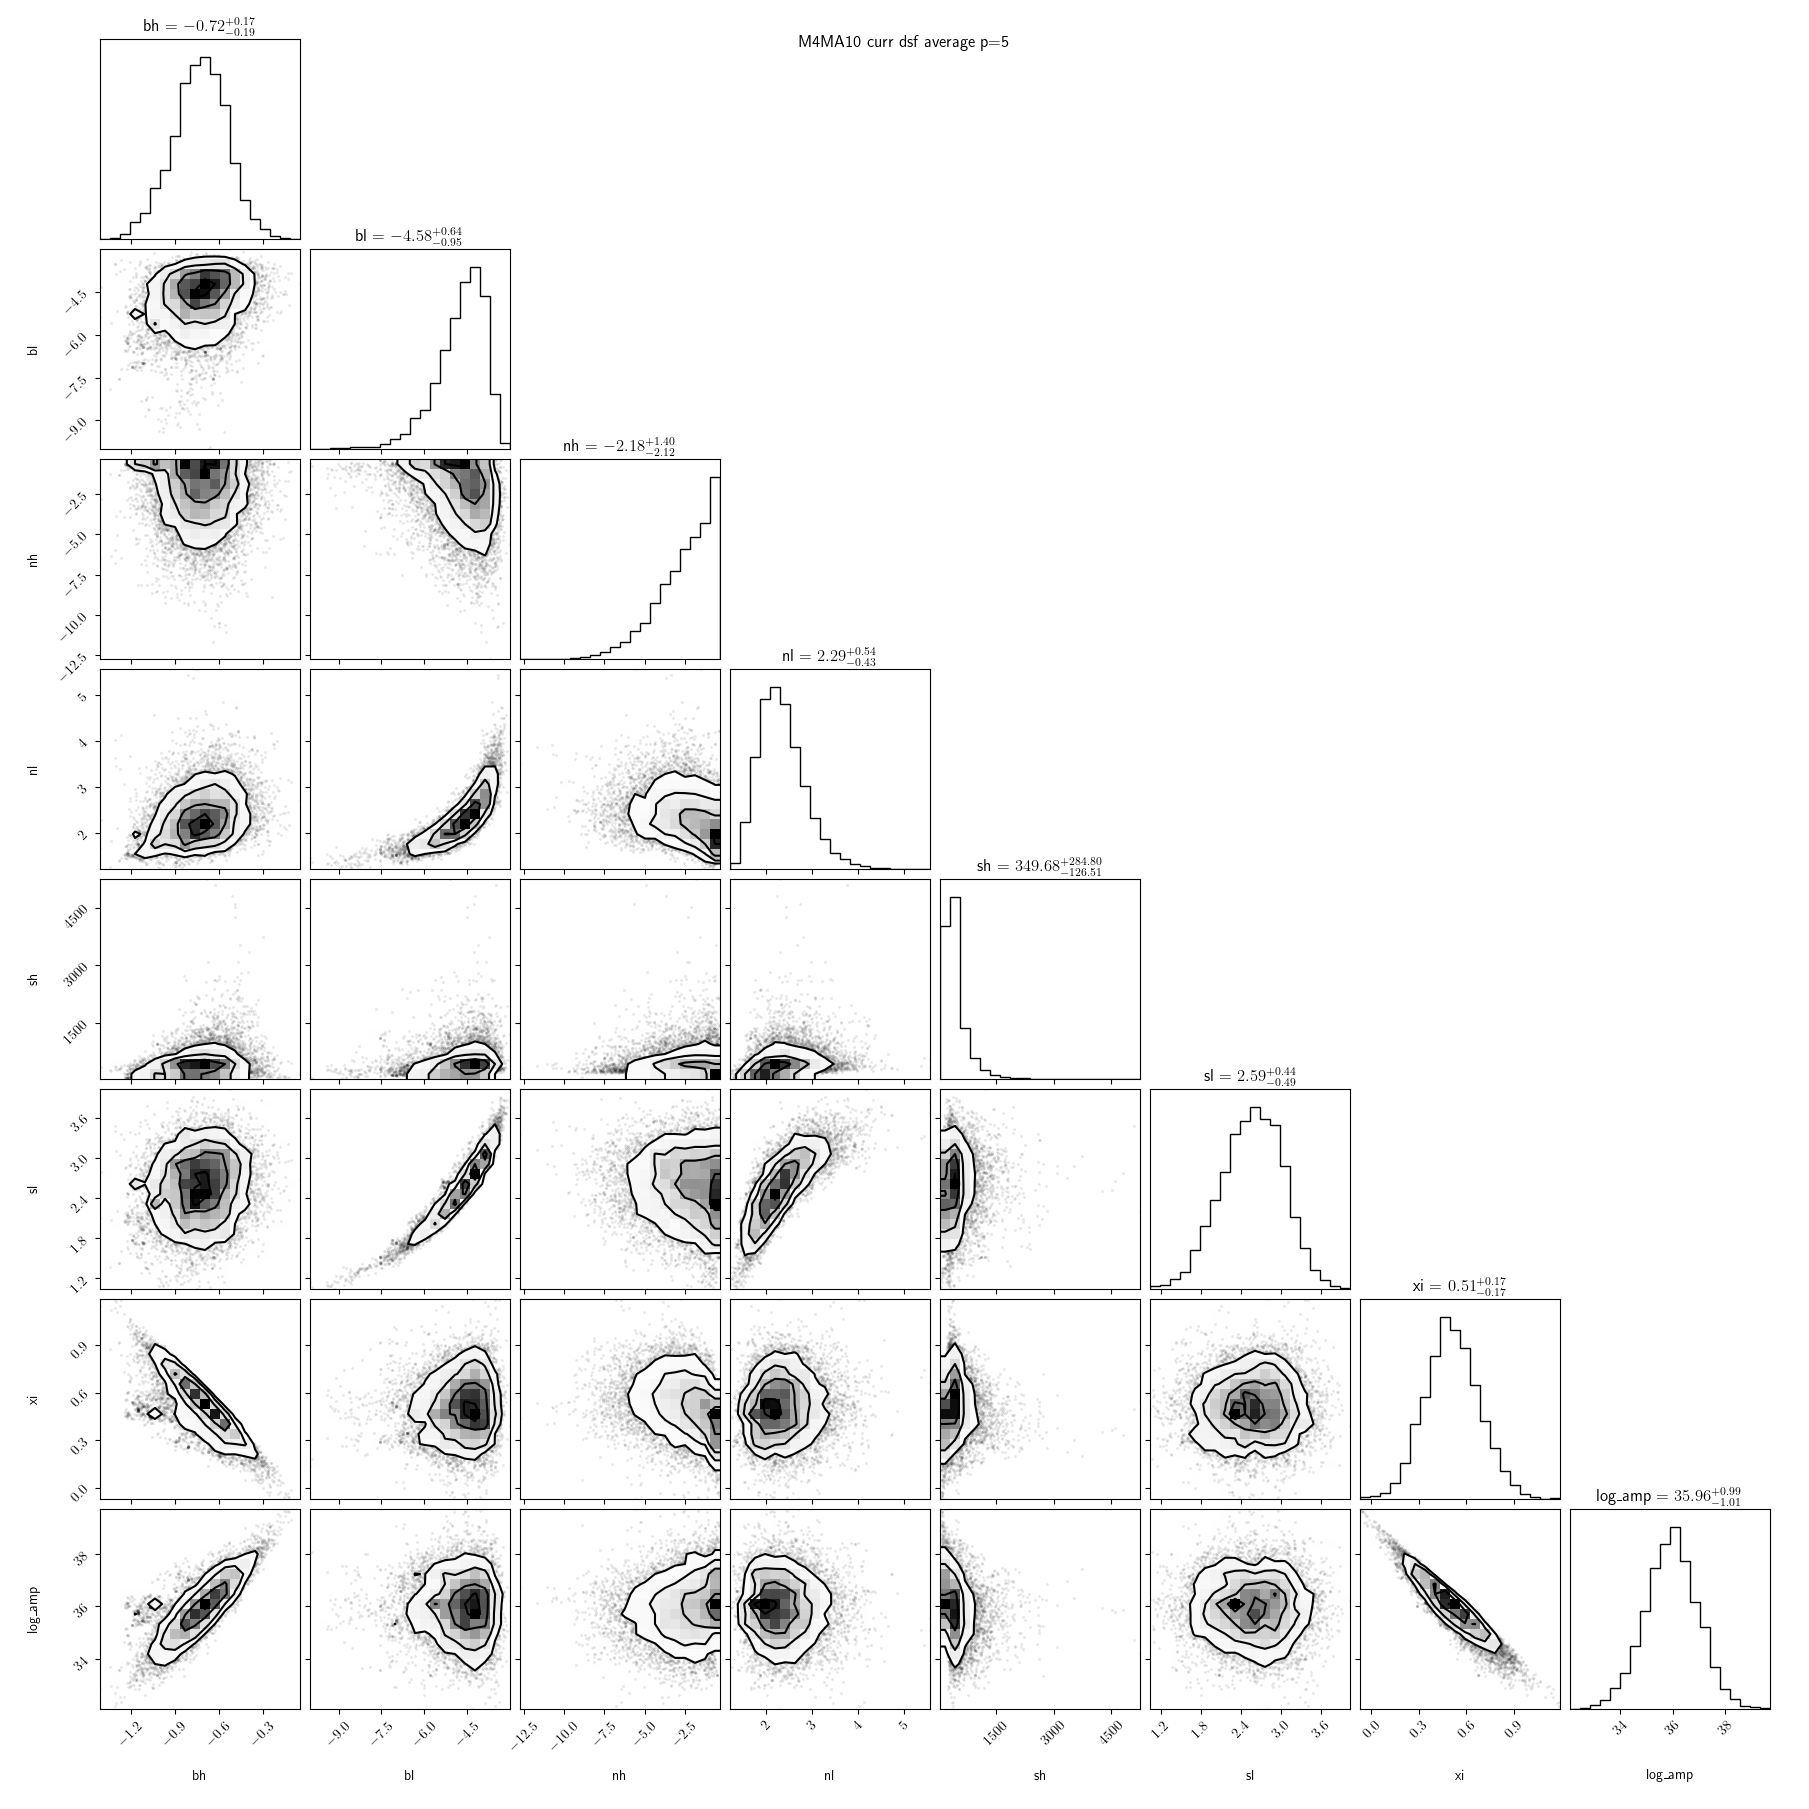 M4MA10 curr dsf average p=5
bh = −0.72+0.17−0.19
bl = −4.58+0.64−0.95
nh = −2.18+1.40−2.12
nl = 2.29+0.54−0.43
sh = 349.68+284.80−126.51
sl = 2.59+0.44−0.49
xi = 0.51+0.17−0.17
log_amp = 35.96+0.99−1.01
bl
−4.5
−6.0
−7.5
−9.0
nh
−2.5
−5.0
−7.5
−10.0
−12.5
nl
5
4
3
2
sh
4500
3000
1500
sl
3.6
3.0
2.4
1.8
1.2
xi
0.9
0.6
0.3
0.0
log_amp
38
36
34
−1.2 −0.9 −0.6 −0.3
−9.0 −7.5 −6.0 −4.5
−12.5 −10.0 −7.5 −5.0 −2.5
2 3 4 5
1500 3000 4500
1.2 1.8 2.4 3.0 3.6
0.0 0.3 0.6 0.9
34 36 38
bh bl nh nl sh sl xi log_amp